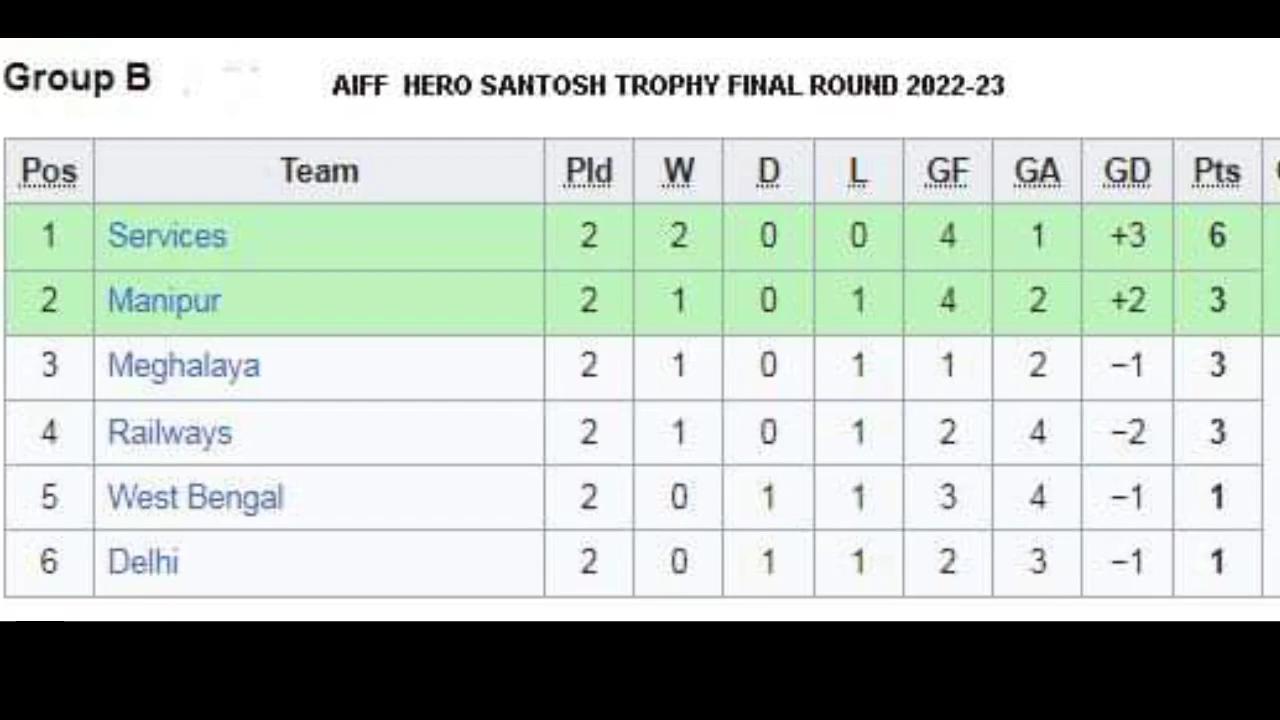 Group B
AIFF HERO SANTOSH TROPHY FINAL ROUND 2022-23
Pos Team Pld W D L GF GA GD Pts
1 Services 2 2 0 0 4 1 +3 6
2 Manipur 2 1 0 1 4 2 +2 3
3 Meghalaya 2 1 0 1 1 2 −1 3
4 Railways 2 1 0 1 2 4 −2 3
5 West Bengal 2 0 1 1 3 4 −1 1
6 Delhi 2 0 1 1 2 3 −1 1